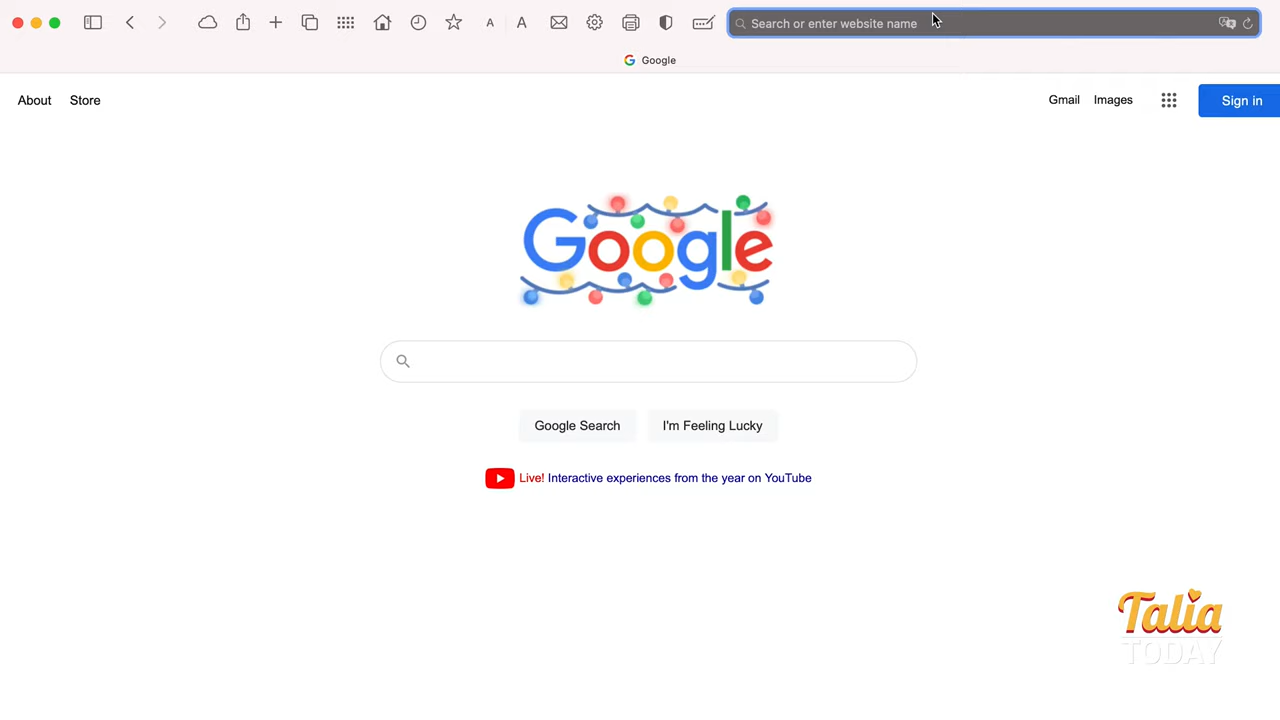 A A Search or enter website name
Google
About Store Gmail Images Sign in
Google
Google Search I'm Feeling Lucky
Live! Interactive experiences from the year on YouTube
Talia
TODAY